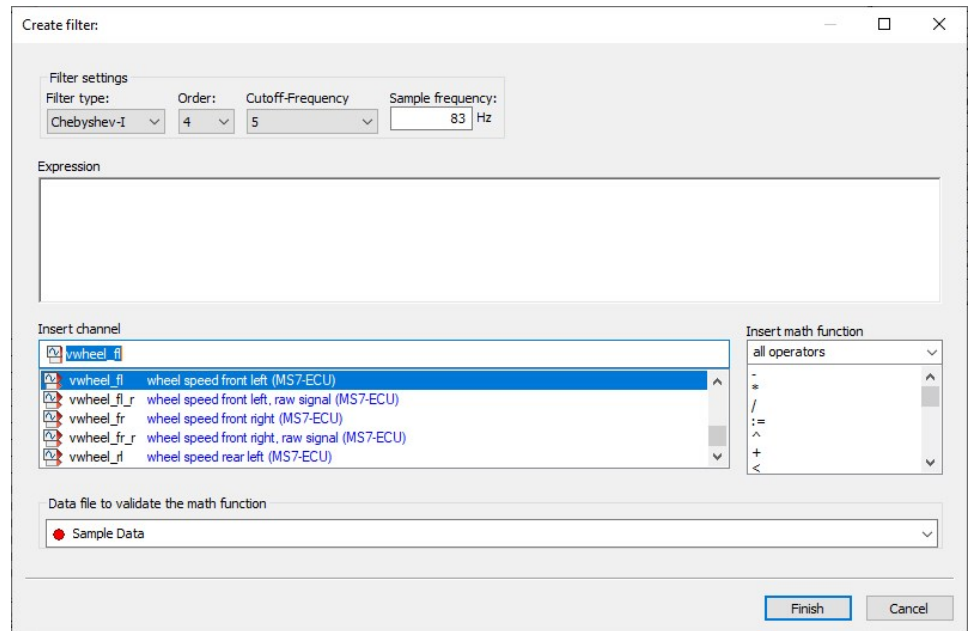 Create filter:
Filter settings
Filter type: Order: Cutoff-Frequency Sample frequency:
Chebyshev-I 4 5 83 Hz
Expression
Insert channel
vwheel_fl
vwheel_fl wheel speed front left (MS7-ECU)
vwheel_fl_r wheel speed front left, raw signal (MS7-ECU)
vwheel_fr wheel speed front right (MS7-ECU)
vwheel_fr_r wheel speed front right, raw signal (MS7-ECU)
vwheel_rl wheel speed rear left (MS7-ECU)
Insert math function
all operators
-
*
/
:=
^
+
<
Data file to validate the math function
Sample Data
Finish Cancel